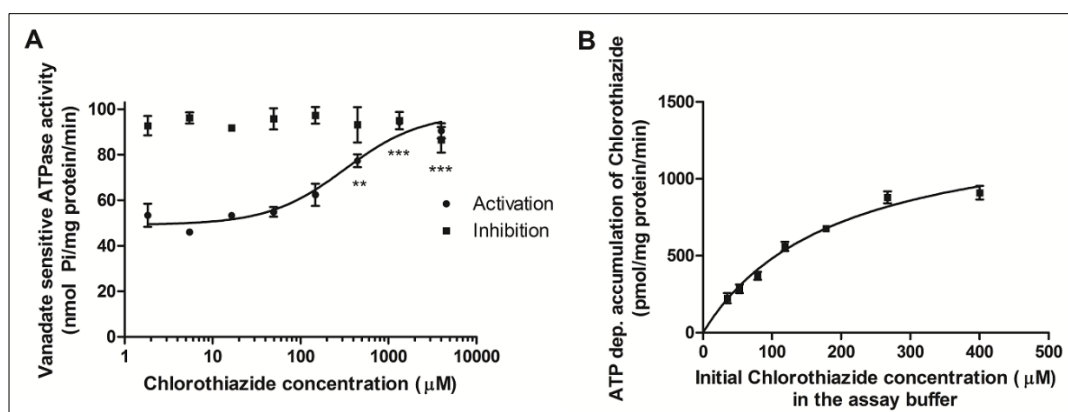 A
Vanadate sensitive ATPase activity
(nmol Pi/mg protein/min)
100
80
60
40
20
0
**
***
***
Activation
Inhibition
1
10
100
1000
10000
Chlorothiazide concentration ( μM)
B
ATP dep. accumulation of Chlorothiazide
(pmol/mg protein/min)
1500
1000
500
0
0
100
200
300
400
500
Initial Chlorothiazide concentration ( μM)
in the assay buffer